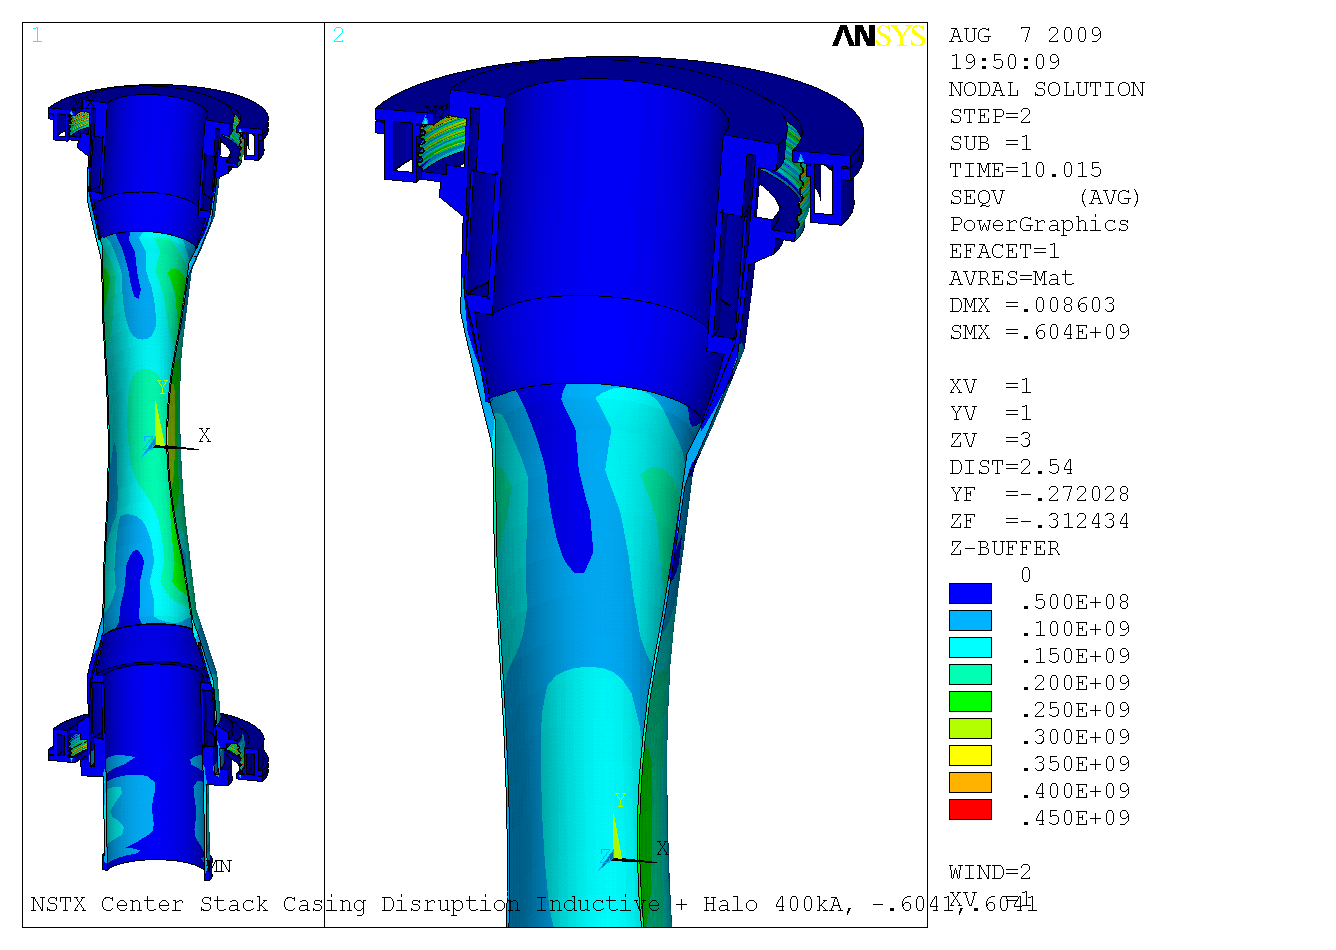 1
2
ANSYS
AUG 7 2009
19:50:09
NODAL SOLUTION
STEP=2
SUB =1
TIME=10.015
SEQV (AVG)
PowerGraphics
EFACET=1
AVRES=Mat
DMX =.008603
SMX =.604E+09
XV =1
YV =1
ZV =3
DIST=2.54
YF =-.272028
ZF =-.312434
Z-BUFFER
0
.500E+08
.100E+09
.150E+09
.200E+09
.250E+09
.300E+09
.350E+09
.400E+09
.450E+09
WIND=2
XV =1
Y
X
Z
Y
X
Z
MN
NSTX Center Stack Casing Disruption Inductive + Halo 400kA, -.6041,.6041